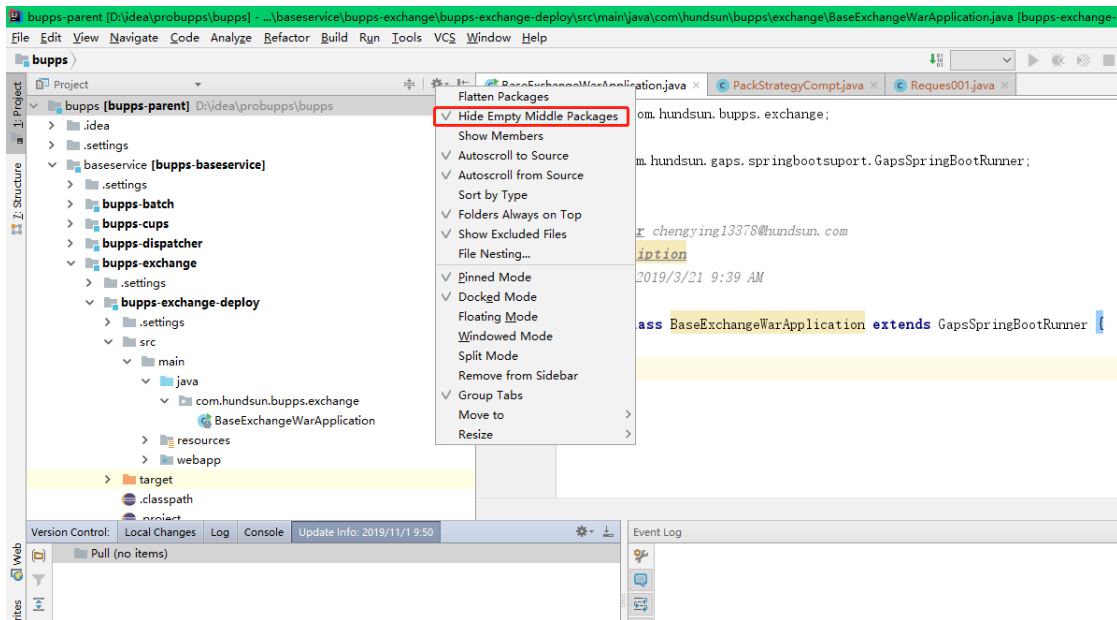 bupps-parent [D:\idea\probupps\bupps] - ...\baseservice\bupps-exchange\bupps-exchange-deploy\src\main\java\com\hundsun\bupps\exchange\BaseExchangeWarApplication.java [bupps-exchange-
File Edit View Navigate Code Analyze Refactor Build Run Tools VCS Window Help
bupps
Project
BaseExchangeWarApplication.java
PackStrategyCompt.java
Reques001.java
1: Project
Z: Structure
Web
bupps [bupps-parent] D:\idea\probupps\bupps
.idea
.settings
baseservice [bupps-baseservice]
.settings
bupps-batch
bupps-cups
bupps-dispatcher
bupps-exchange
.settings
bupps-exchange-deploy
.settings
src
main
java
com.hundsun.bupps.exchange
BaseExchangeWarApplication
resources
webapp
target
.classpath
.project
Flatten Packages
Hide Empty Middle Packages
Show Members
Autoscroll to Source
Autoscroll from Source
Sort by Type
Folders Always on Top
Show Excluded Files
File Nesting...
Pinned Mode
Docked Mode
Floating Mode
Windowed Mode
Split Mode
Remove from Sidebar
Group Tabs
Move to
Resize
om.hundsun.bupps.exchange;
m.hundsun.gaps.springbootsuport.GapsSpringBootRunner;
r chengying13378@hundsun.com
iption
2019/3/21 9:39 AM
ass BaseExchangeWarApplication extends GapsSpringBootRunner {
Version Control: Local Changes Log Console Update Info: 2019/11/1 9:50
Event Log
Pull (no items)